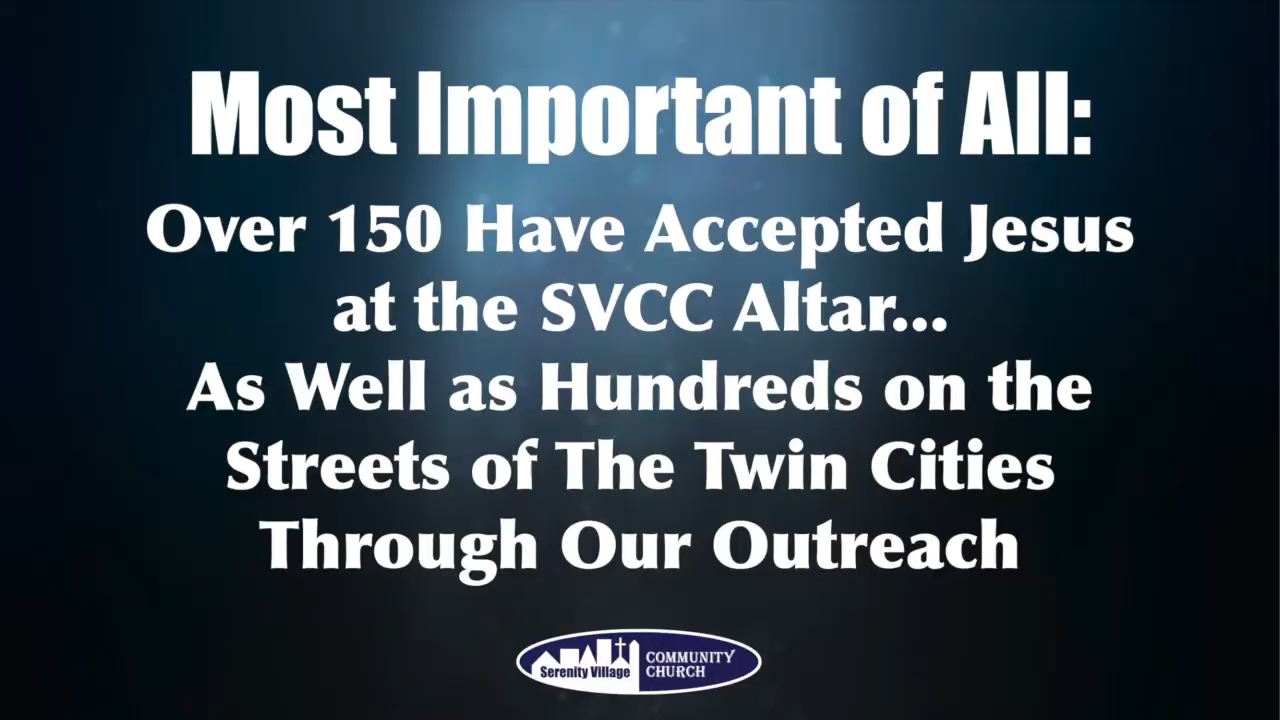 Most Important of All:
Over 150 Have Accepted Jesus
at the SVCC Altar...
As Well as Hundreds on the
Streets of The Twin Cities
Through Our Outreach
Serenity Village
COMMUNITY
CHURCH